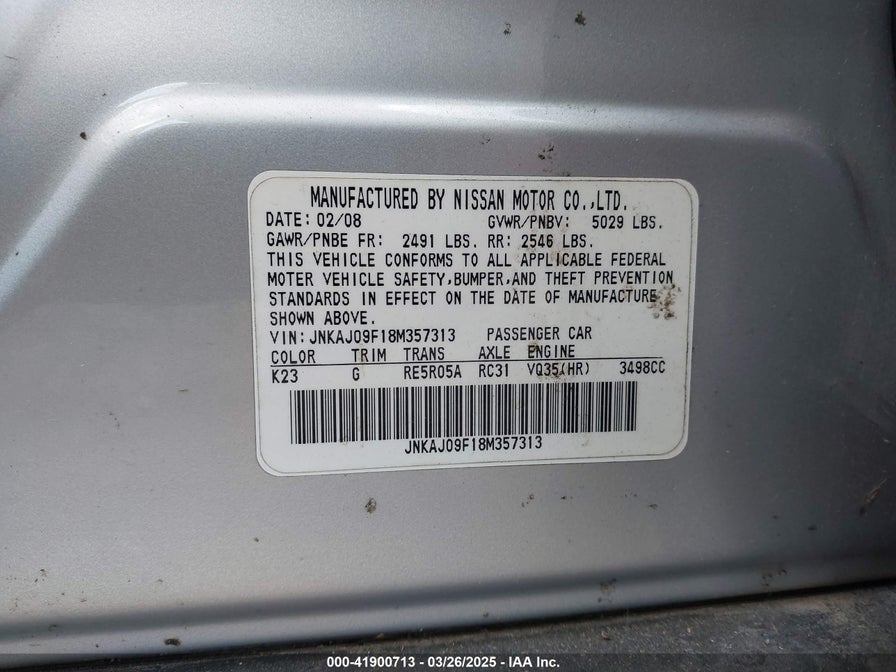 MANUFACTURED BY NISSAN MOTOR CO.,LTD.
DATE: 02/08 GVWR/PNBV: 5029 LBS.
GAWR/PNBE FR: 2491 LBS. RR: 2546 LBS.
THIS VEHICLE CONFORMS TO ALL APPLICABLE FEDERAL
MOTOR VEHICLE SAFETY,BUMPER,AND THEFT PREVENTION
STANDARDS IN EFFECT ON THE DATE OF MANUFACTURE
SHOWN ABOVE.
VIN: JNKAJ09F18M357313 PASSENGER CAR
COLOR TRIM TRANS AXLE ENGINE
K23 G RE5R05A RC31 VQ35(HR) 3498CC
JNKAJ09F18M357313
000-41900713 - 03/26/2025 - IAA Inc.